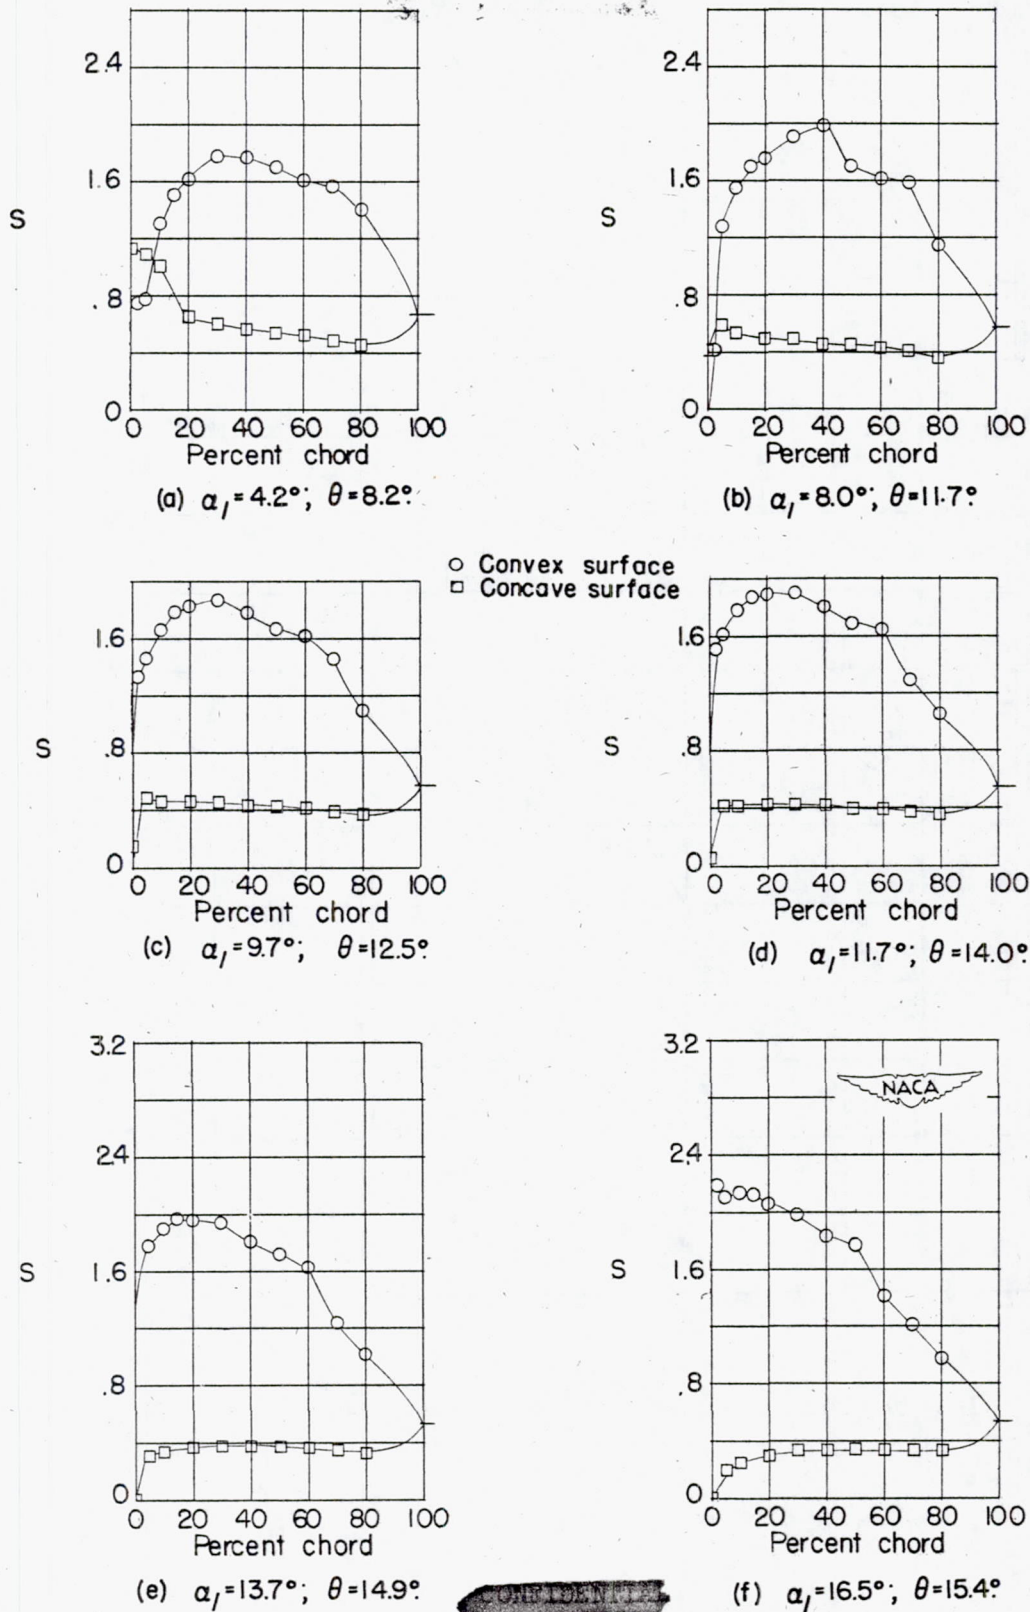 2.4
1.6
S
.8
0
0 20 40 60 80 100
Percent chord
(a) α₁=4.2°; θ=8.2°.
2.4
1.6
S
.8
0
0 20 40 60 80 100
Percent chord
(b) α₁=8.0°; θ=11.7°.
○ Convex surface
□ Concave surface
1.6
.8
S
0
0 20 40 60 80 100
Percent chord
(c) α₁=9.7°; θ=12.5°.
1.6
.8
S
0
0 20 40 60 80 100
Percent chord
(d) α₁=11.7°; θ=14.0°.
3.2
2.4
1.6
S
.8
0
0 20 40 60 80 100
Percent chord
(e) α₁=13.7°; θ=14.9°.
3.2
NACA
2.4
1.6
S
.8
0
0 20 40 60 80 100
Percent chord
(f) α₁=16.5°; θ=15.4°.
CONFIDENTIAL